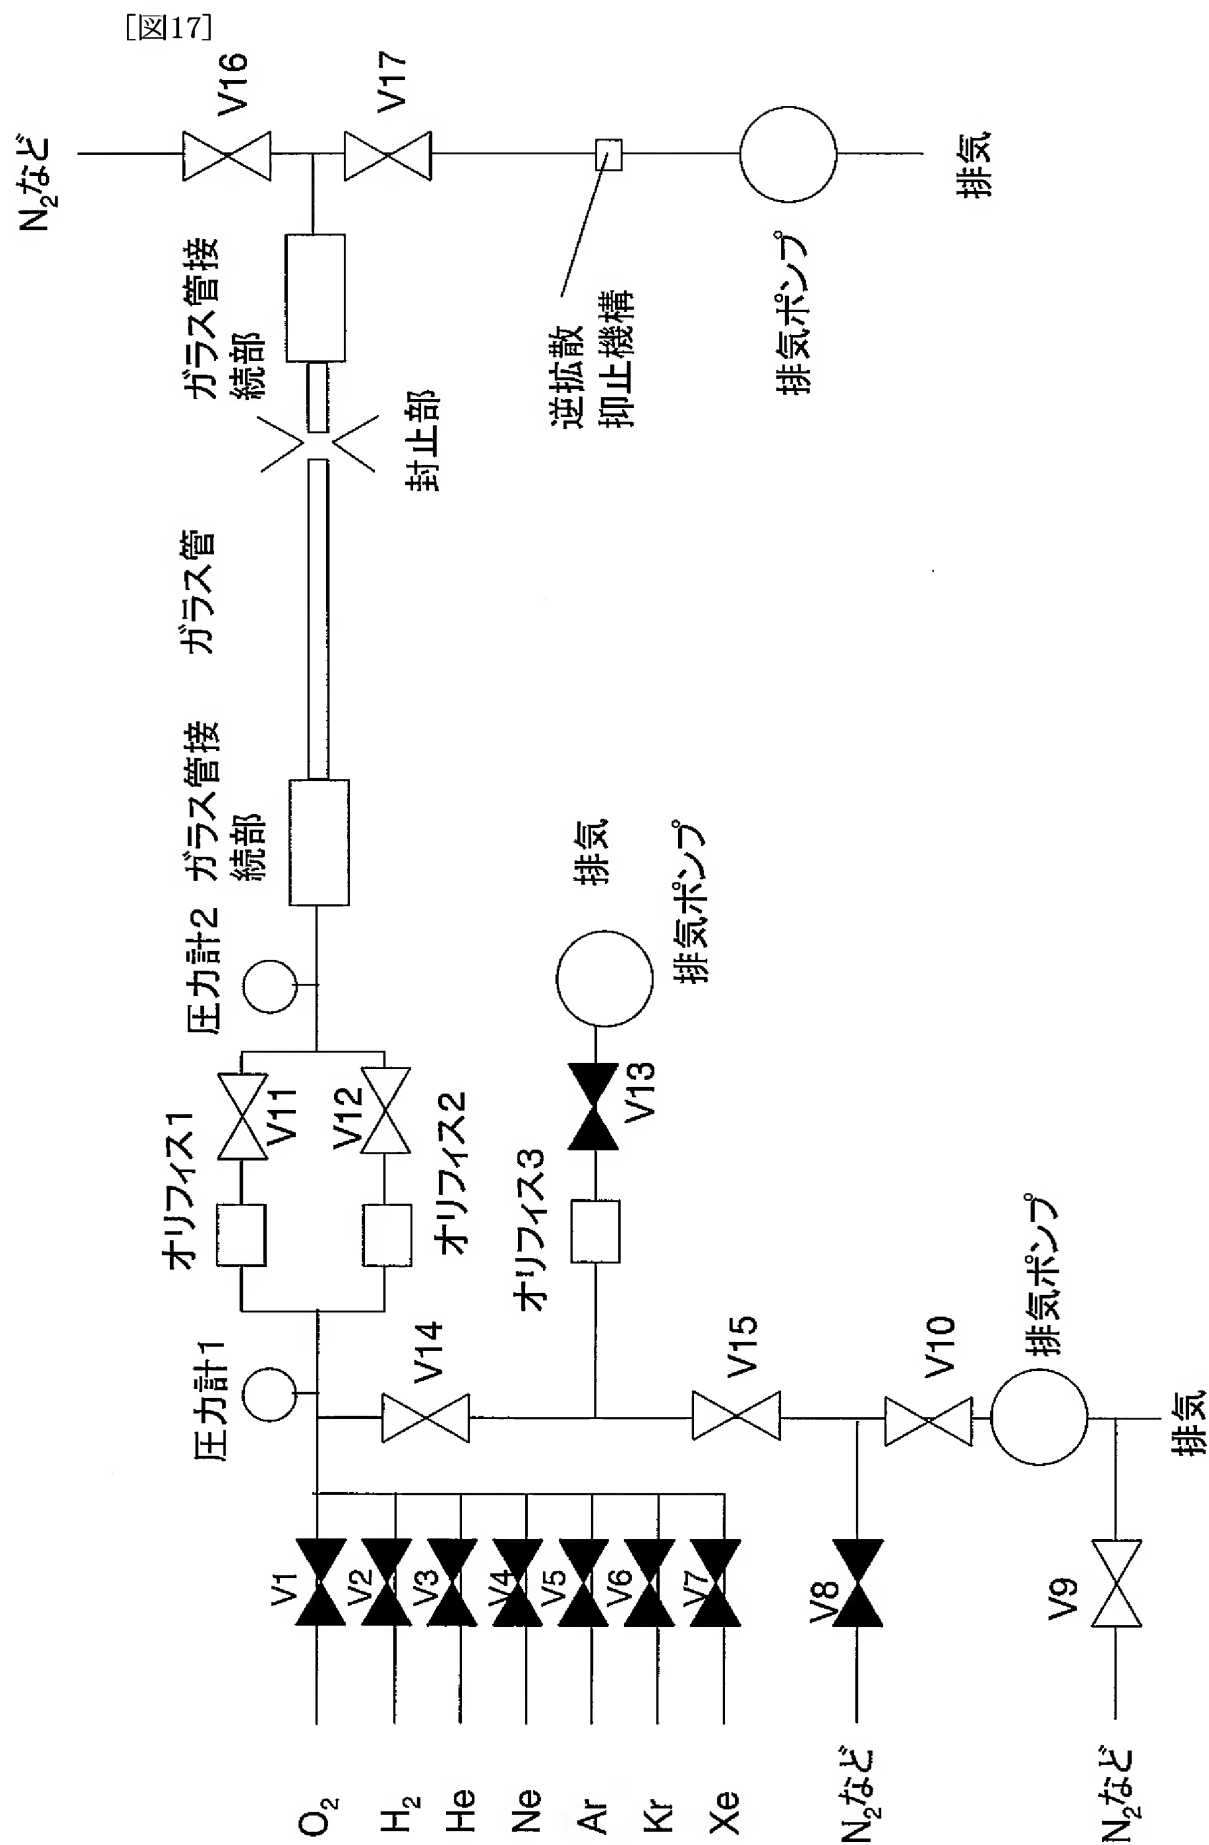 [図17]
N₂など
V16
V17
ガラス管接
続部
逆拡散
抑止機構
排気ポンプ
排気
封止部
ガラス管
ガラス管接
続部
圧力計2
排気
排気ポンプ
V13
オリフィス3
オリフィス1
V11
V12
オリフィス2
圧力計1
V14
V15
V10
排気ポンプ
排気
V1
V2
V3
V4
V5
V6
V7
V8
V9
O₂
H₂
He
Ne
Ar
Kr
Xe
N₂など
N₂など